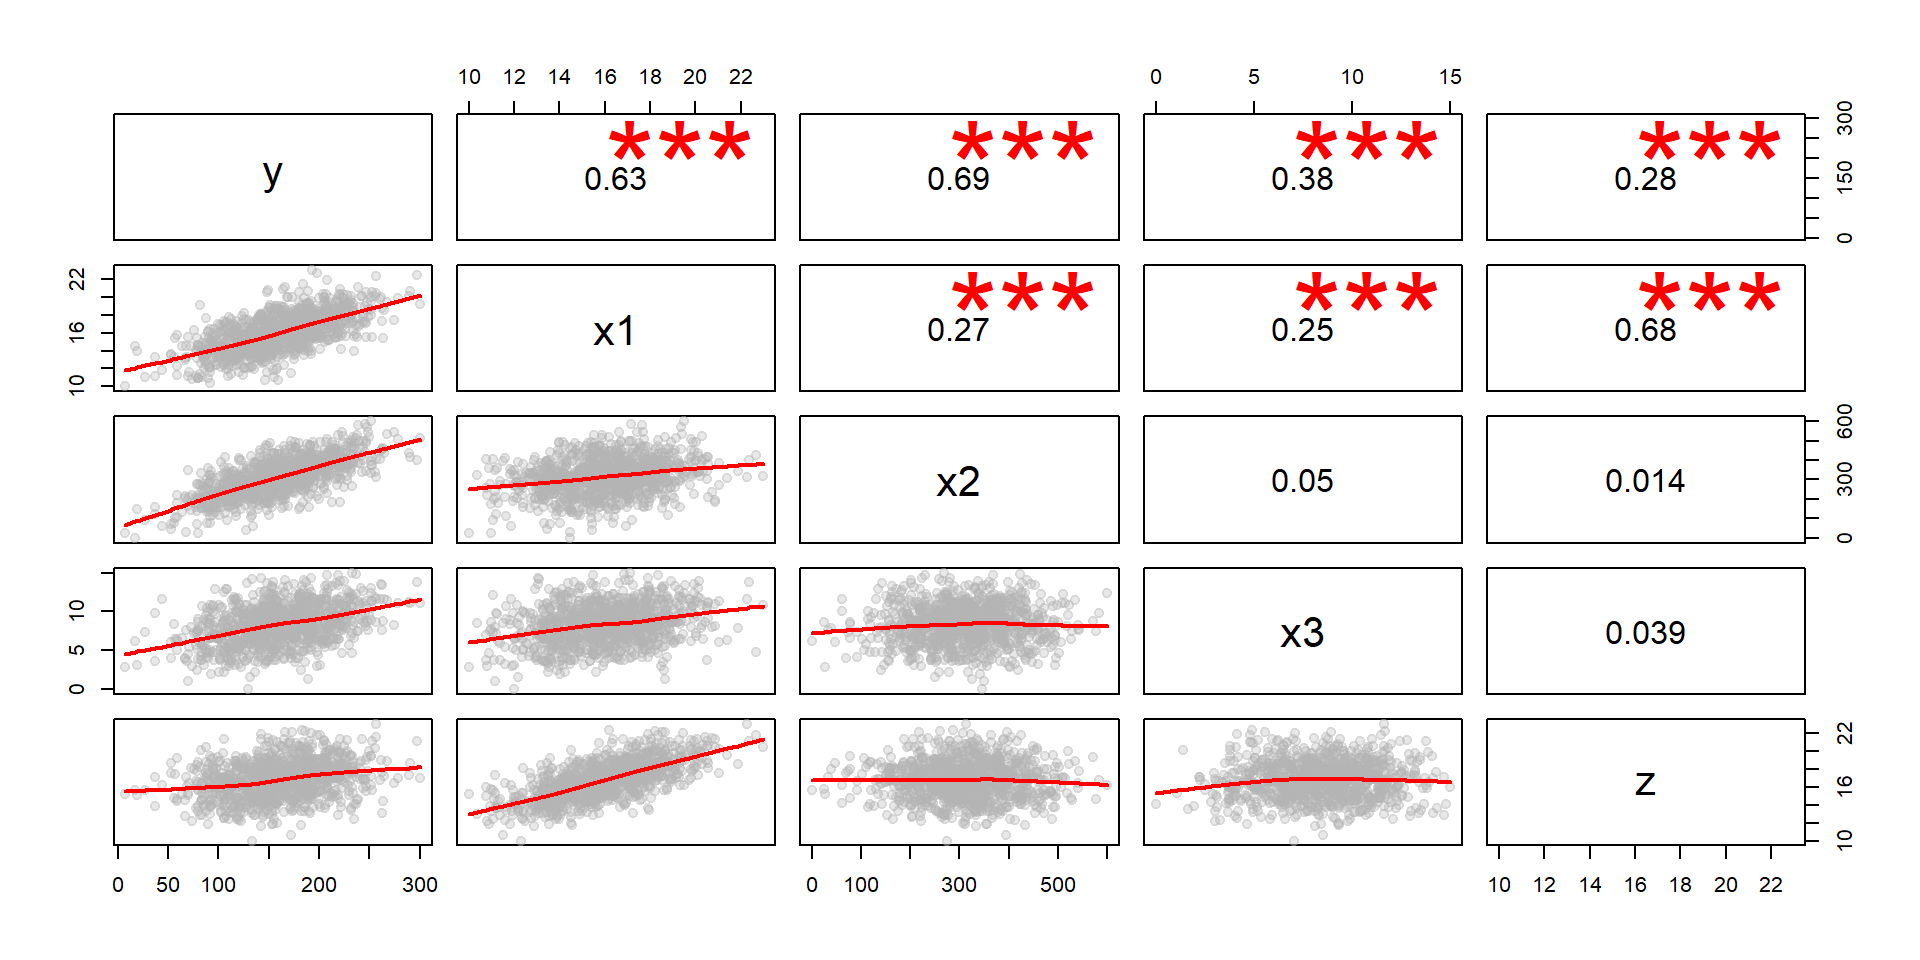 10 12 14 16 18 20 22 0 5 10 15
y *** 0.63 *** 0.69 *** 0.38 *** 0.28 0 150 300
10 16 22 x1 *** 0.27 *** 0.25 *** 0.68
x2 0.05 0.014 0 300 600
0 5 10 x3 0.039
z 10 16 22
0 50 100 200 300 0 100 300 500 10 12 14 16 18 20 22